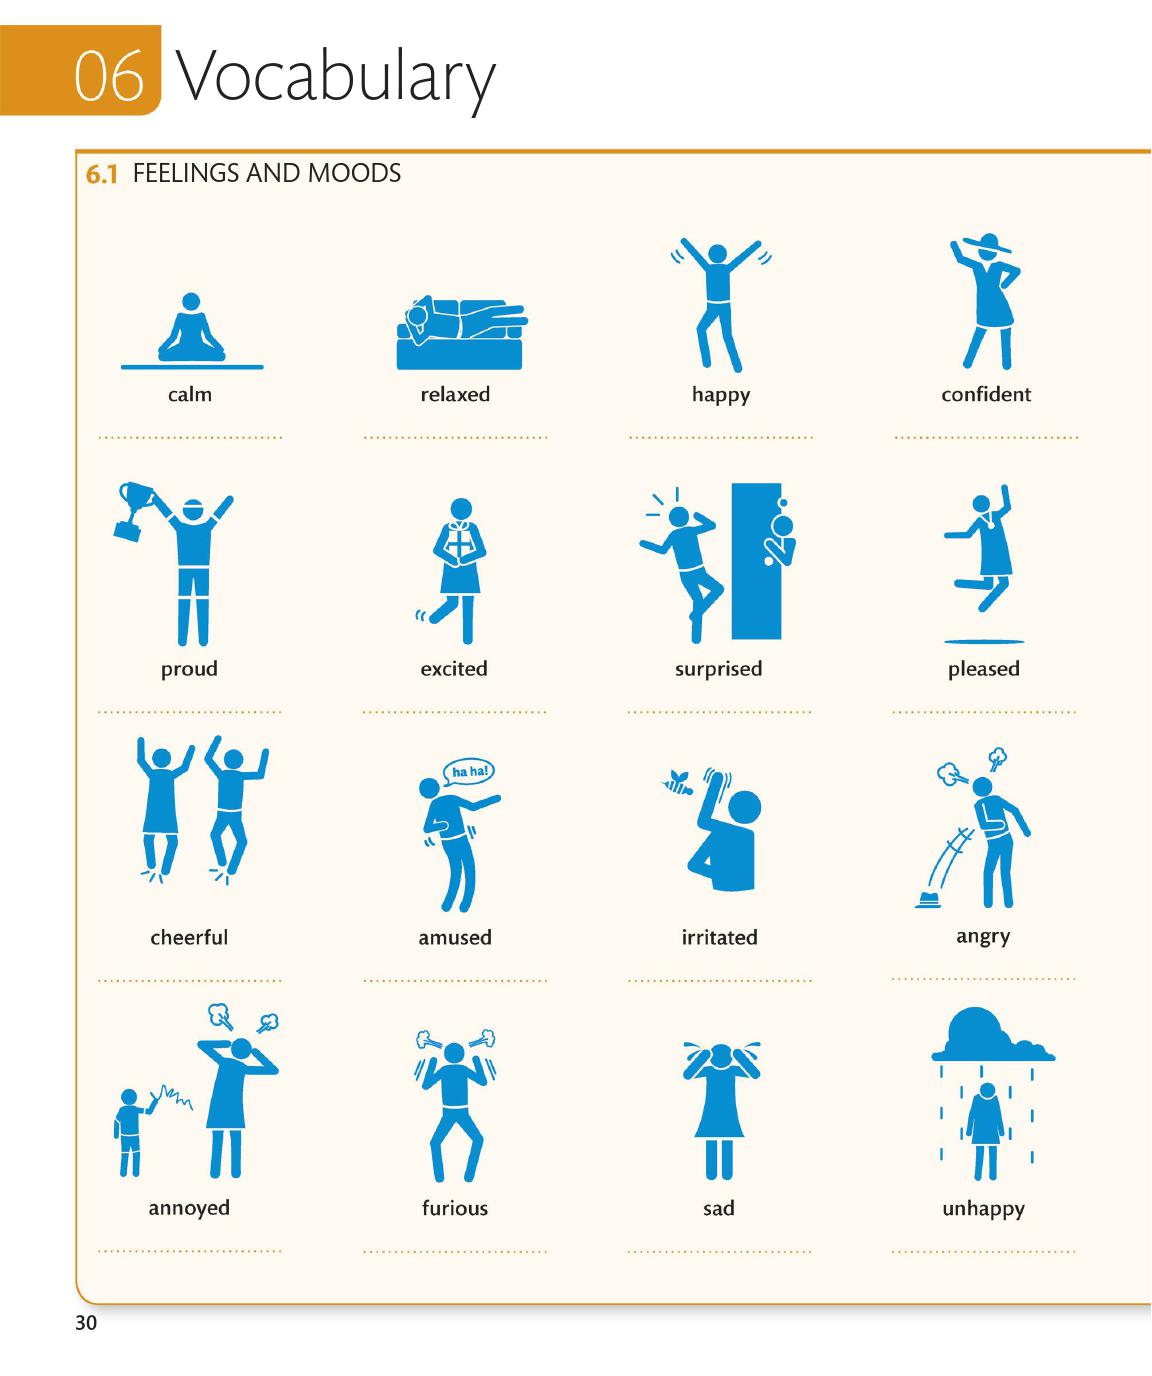 06 Vocabulary
6.1 FEELINGS AND MOODS
calm
relaxed
happy
confident
proud
excited
surprised
pleased
ha ha!
cheerful
amused
irritated
angry
annoyed
furious
sad
unhappy
30